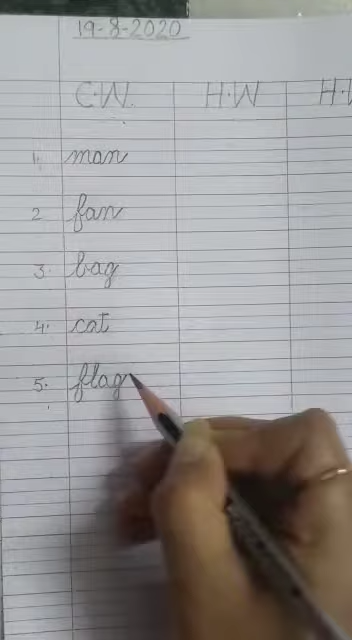 19-8-2020
C.W. H.W H.W
1. man
2 fan
3. bag
4. cat
5. flag